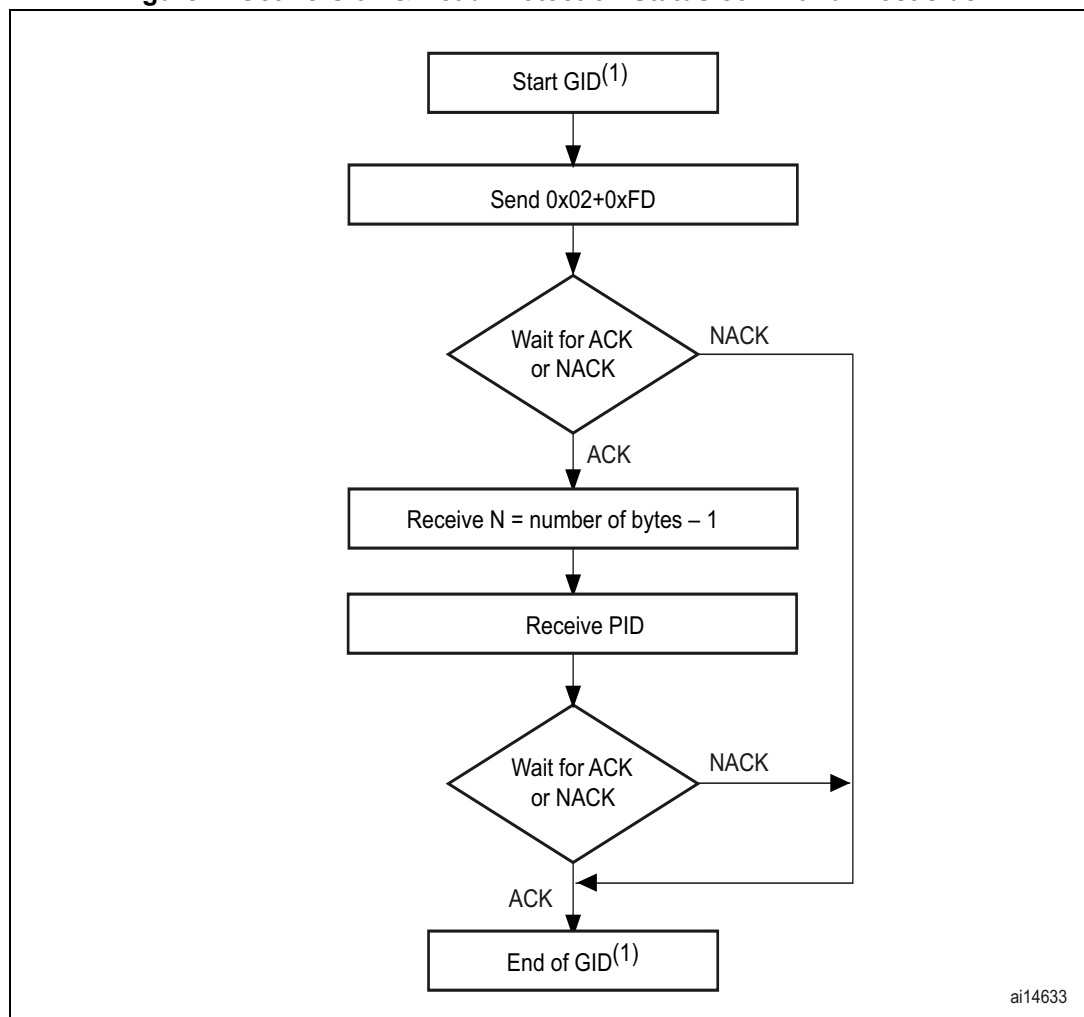 Start GID(1)
Send 0x02+0xFD
Wait for ACK
or NACK
NACK
ACK
Receive N = number of bytes – 1
Receive PID
Wait for ACK
or NACK
NACK
ACK
End of GID(1)
ai14633